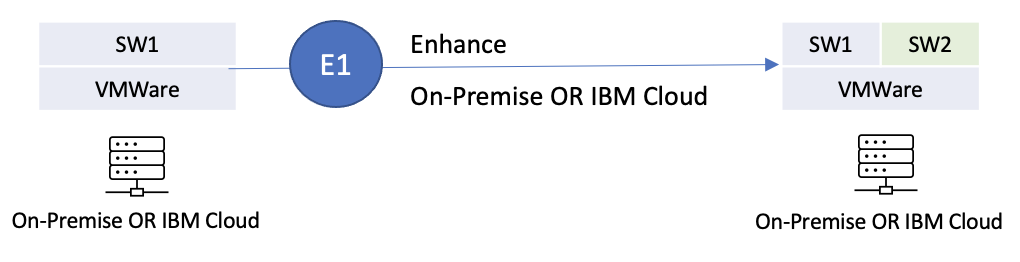 SW1
VMWare
On-Premise OR IBM Cloud
E1
Enhance
On-Premise OR IBM Cloud
SW1 SW2
VMWare
On-Premise OR IBM Cloud